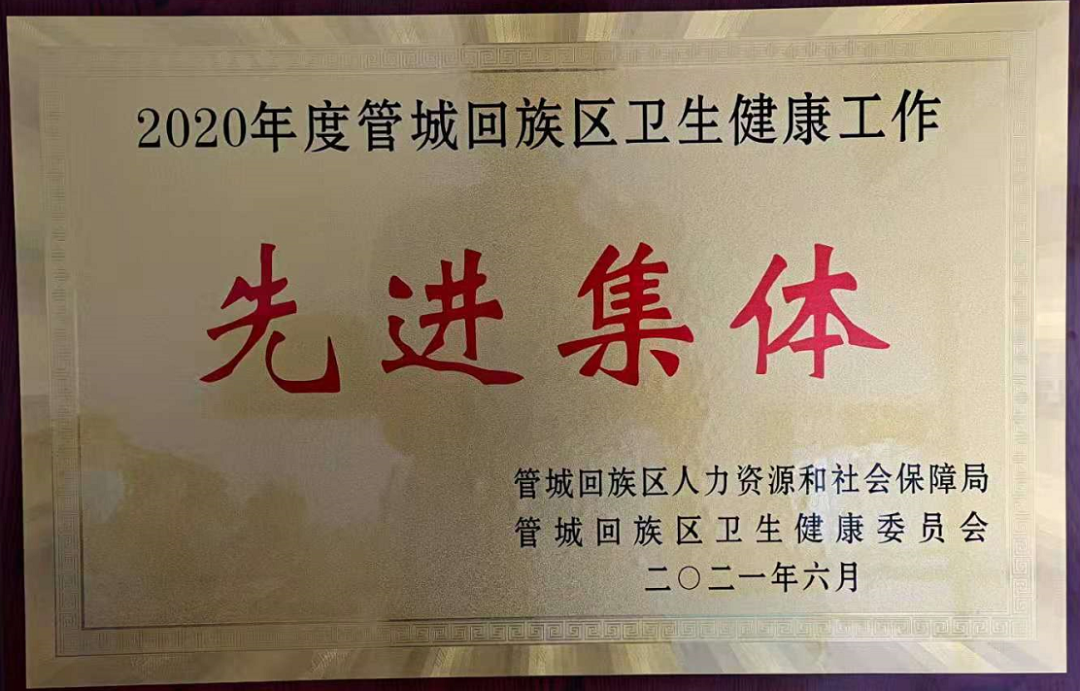 2020年度管城回族区卫生健康工作
先进集体
管城回族区人力资源和社会保障局
管城回族区卫生健康委员会
二〇二一年六月